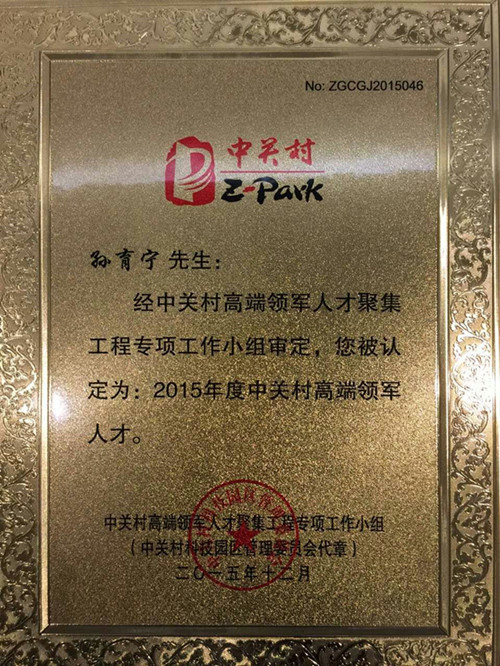 No: ZGCGJ2015046
中关村
Z-Park
孙育宁 先生：
经中关村高端领军人才聚集
工程专项工作小组审定，您被认
定为：2015年度中关村高端领军
人才。
中关村高端领军人才聚集工程专项工作小组
（中关村科技园区管理委员会代章）
二〇一五年十二月